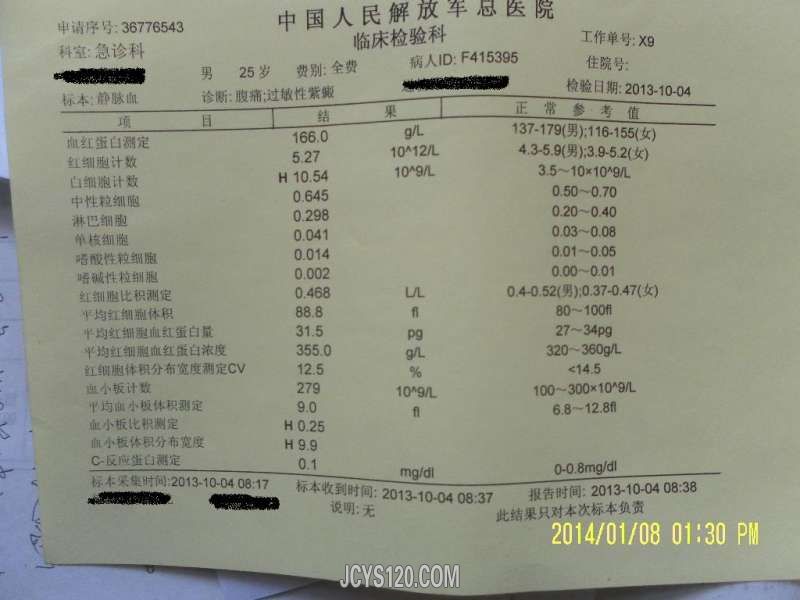 中国人民解放军总医院
申请序号: 36776543
临床检验科
工作单号: X9
科室: 急诊科
男 25岁 费别: 全费
病人ID: F415395
住院号:
标本: 静脉血
诊断: 腹痛;过敏性紫癜
检验日期: 2013-10-04
项 目 结 果 正 常 参 考 值
血红蛋白测定 166.0 g/L 137-179(男);116-155(女)
红细胞计数 5.27 10^12/L 4.3-5.9(男);3.9-5.2(女)
白细胞计数 H 10.54 10^9/L 3.5~10×10^9/L
中性粒细胞 0.645 0.50~0.70
淋巴细胞 0.298 0.20~0.40
单核细胞 0.041 0.03~0.08
嗜酸性粒细胞 0.014 0.01~0.05
嗜碱性粒细胞 0.002 0.00~0.01
红细胞比积测定 0.468 L/L 0.4-0.52(男);0.37-0.47(女)
平均红细胞体积 88.8 fl 80~100fl
平均红细胞血红蛋白量 31.5 pg 27~34pg
平均红细胞血红蛋白浓度 355.0 g/L 320~360g/L
红细胞体积分布宽度测定CV 12.5 % <14.5
血小板计数 279 10^9/L 100~300×10^9/L
平均血小板体积测定 9.0 fl 6.8~12.8fl
血小板比积测定 H 0.25
血小板体积分布宽度 H 9.9
C-反应蛋白测定 0.1 mg/dl 0-0.8mg/dl
标本采集时间:2013-10-04 08:17 标本收到时间: 2013-10-04 08:37 报告时间: 2013-10-04 08:38
说明: 无
此结果只对本次标本负责
2014/01/08 01:30 PM
JCYS120.COM